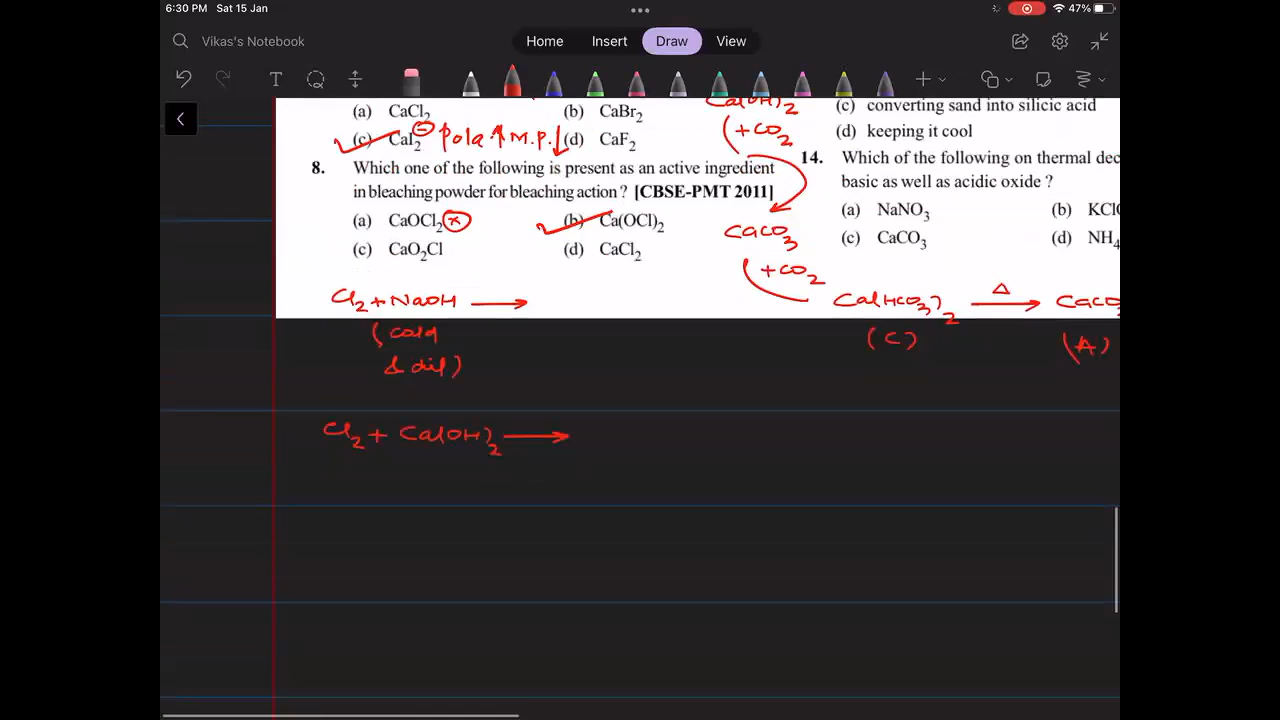 6:30 PM Sat 15 Jan
47%
Vikas's Notebook
Home Insert Draw View
(a) CaCl2 (b) CaBr2
(c) CaI2 (d) CaF2
pola↑ M.P.↓
8. Which one of the following is present as an active ingredient
in bleaching powder for bleaching action ? [CBSE-PMT 2011]
(a) CaOCl2 (b) Ca(OCl)2
(c) CaO2Cl (d) CaCl2
Cl2 + NaOH →
(cold
& dil)
Cl2 + Ca(OH)2 →
Ca(OH)2
(+CO2
CaCO3
+CO2
Ca(HCO3)2 Δ→ CaCO3
(C) (A)
(c) converting sand into silicic acid
(d) keeping it cool
14. Which of the following on thermal dec
basic as well as acidic oxide ?
(a) NaNO3 (b) KClO
(c) CaCO3 (d) NH4